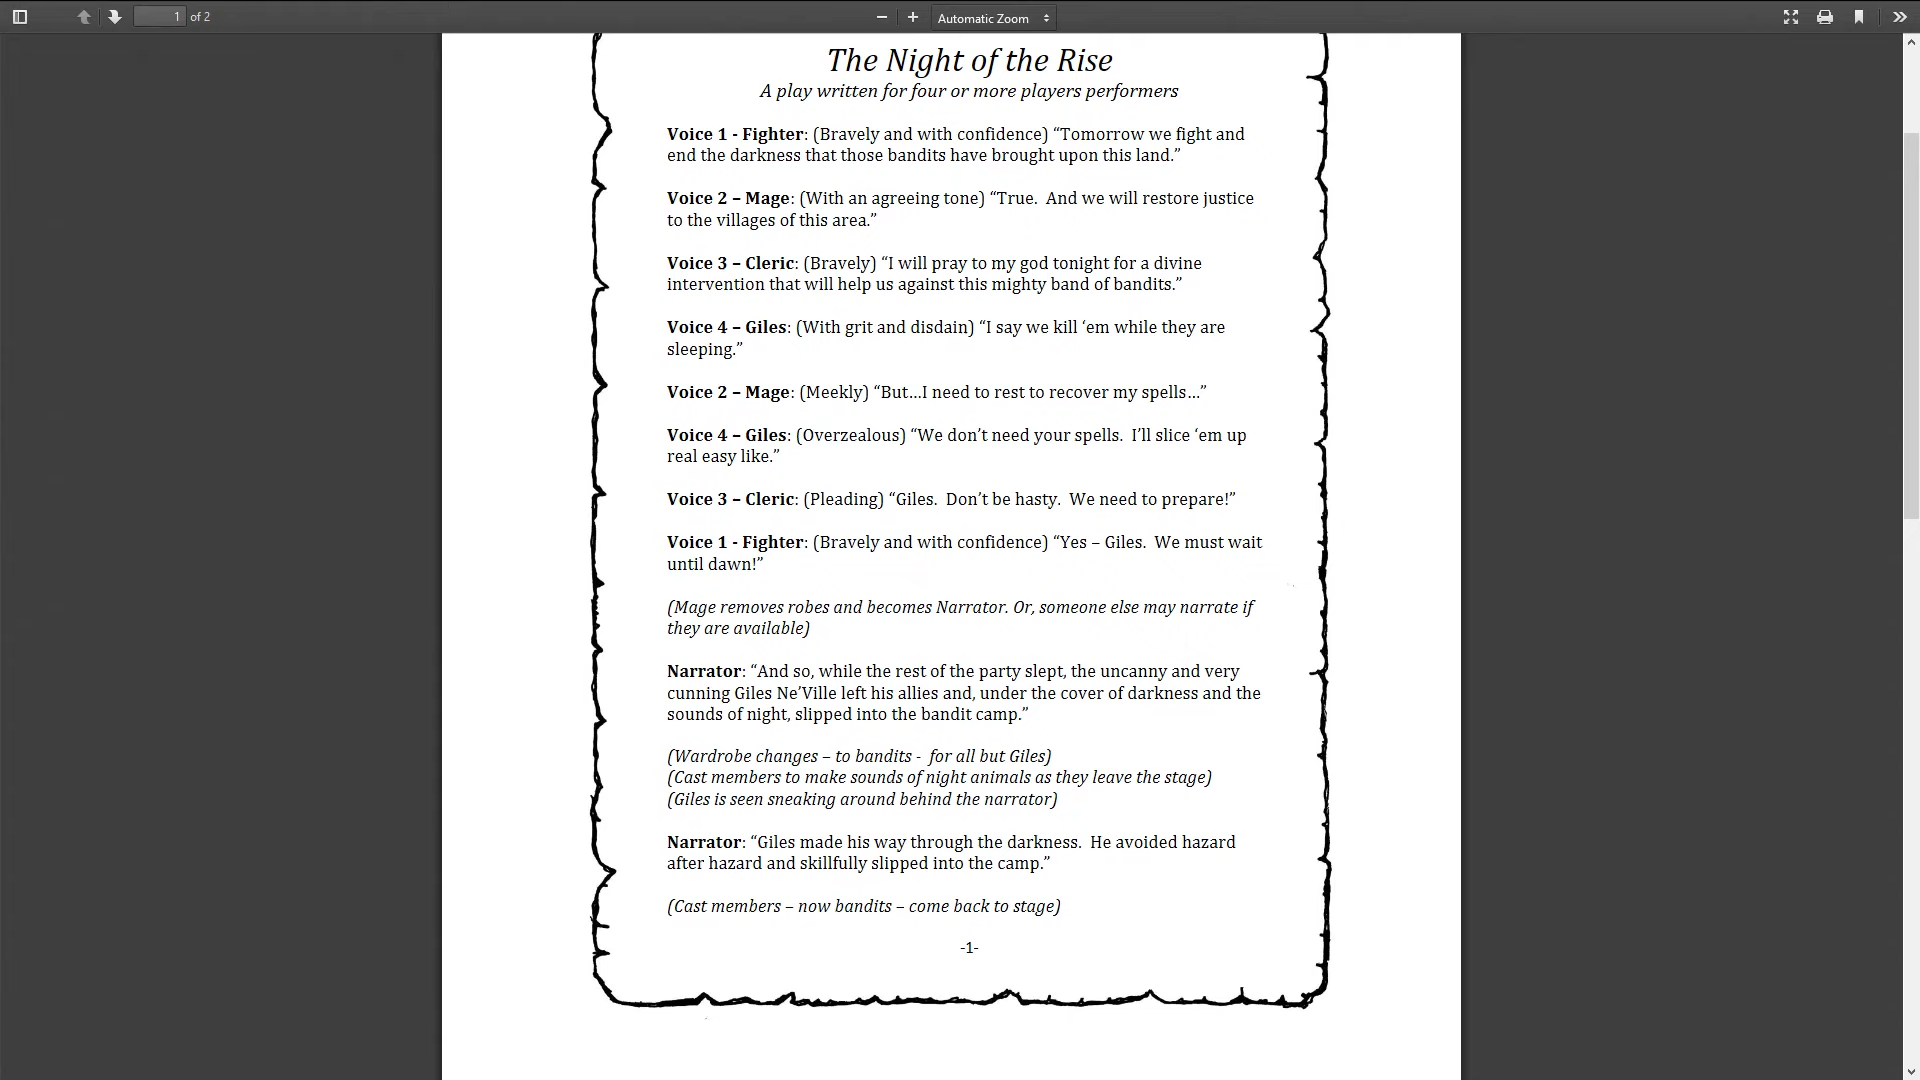 1 of 2
Automatic Zoom
The Night of the Rise
A play written for four or more players performers
Voice 1 - Fighter: (Bravely and with confidence) “Tomorrow we fight and
end the darkness that those bandits have brought upon this land.”
Voice 2 – Mage: (With an agreeing tone) “True.  And we will restore justice
to the villages of this area.”
Voice 3 – Cleric: (Bravely) “I will pray to my god tonight for a divine
intervention that will help us against this mighty band of bandits.”
Voice 4 – Giles: (With grit and disdain) “I say we kill ‘em while they are
sleeping.”
Voice 2 – Mage: (Meekly) “But…I need to rest to recover my spells…”
Voice 4 – Giles: (Overzealous) “We don’t need your spells.  I’ll slice ‘em up
real easy like.”
Voice 3 – Cleric: (Pleading) “Giles.  Don’t be hasty.  We need to prepare!”
Voice 1 - Fighter: (Bravely and with confidence) “Yes – Giles.  We must wait
until dawn!”
(Mage removes robes and becomes Narrator. Or, someone else may narrate if
they are available)
Narrator: “And so, while the rest of the party slept, the uncanny and very
cunning Giles Ne’Ville left his allies and, under the cover of darkness and the
sounds of night, slipped into the bandit camp.”
(Wardrobe changes – to bandits -  for all but Giles)
(Cast members to make sounds of night animals as they leave the stage)
(Giles is seen sneaking around behind the narrator)
Narrator: “Giles made his way through the darkness.  He avoided hazard
after hazard and skillfully slipped into the camp.”
(Cast members – now bandits – come back to stage)
-1-